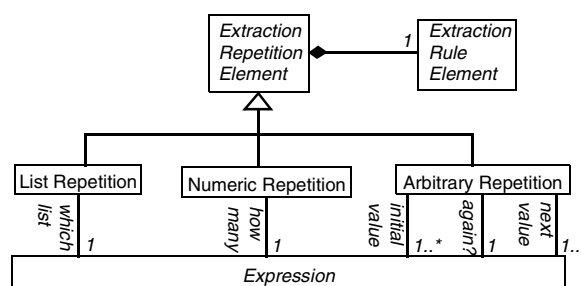 Extraction
Repetition
Element
1
Extraction
Rule
Element
List Repetition
Numeric Repetition
Arbitrary Repetition
which
list
1
how
many
1
initial
value
1..*
again?
1
next
value
1..
Expression